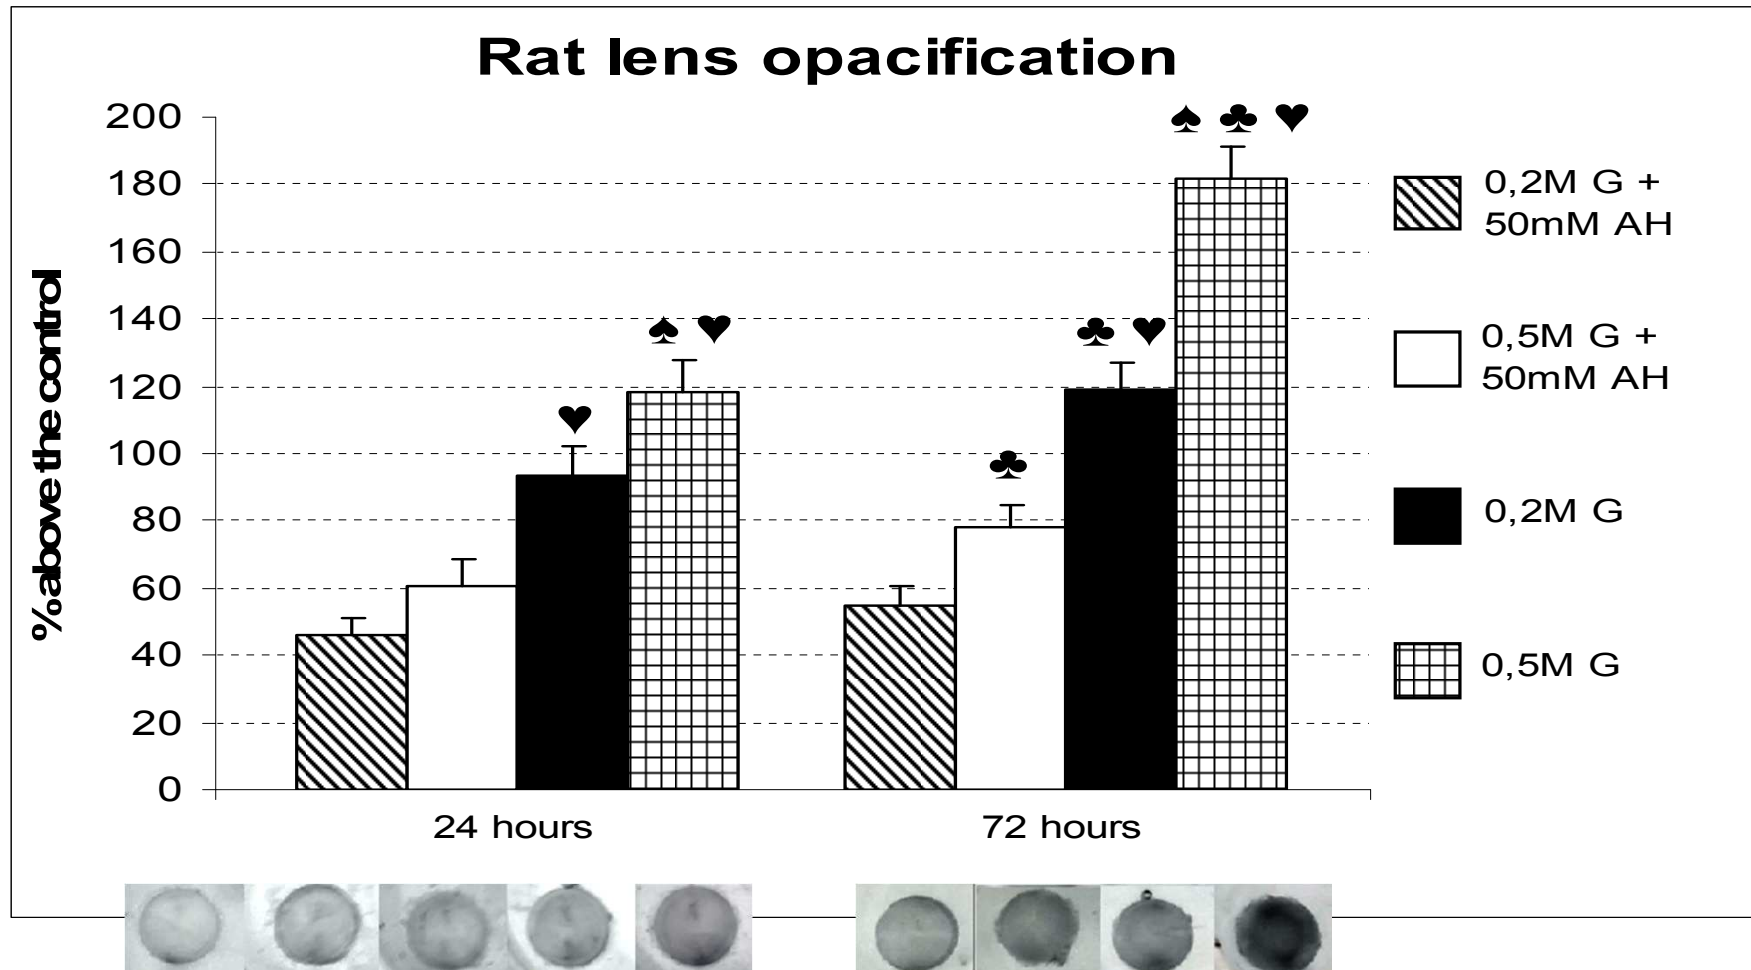 Rat lens opacification
200
180
160
140
120
100
80
60
40
20
0
% above the control
♠ ♣ ♥
♠ ♥
♣ ♥
♥
♣
24 hours
72 hours
0,2M G +
50mM AH
0,5M G +
50mM AH
0,2M G
0,5M G